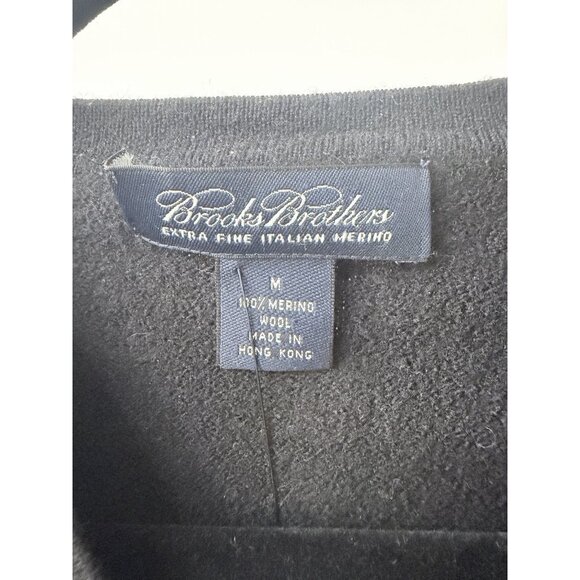 Brooks Brothers
EXTRA FINE ITALIAN MERINO
M
100% MERINO
WOOL
MADE IN
HONG KONG